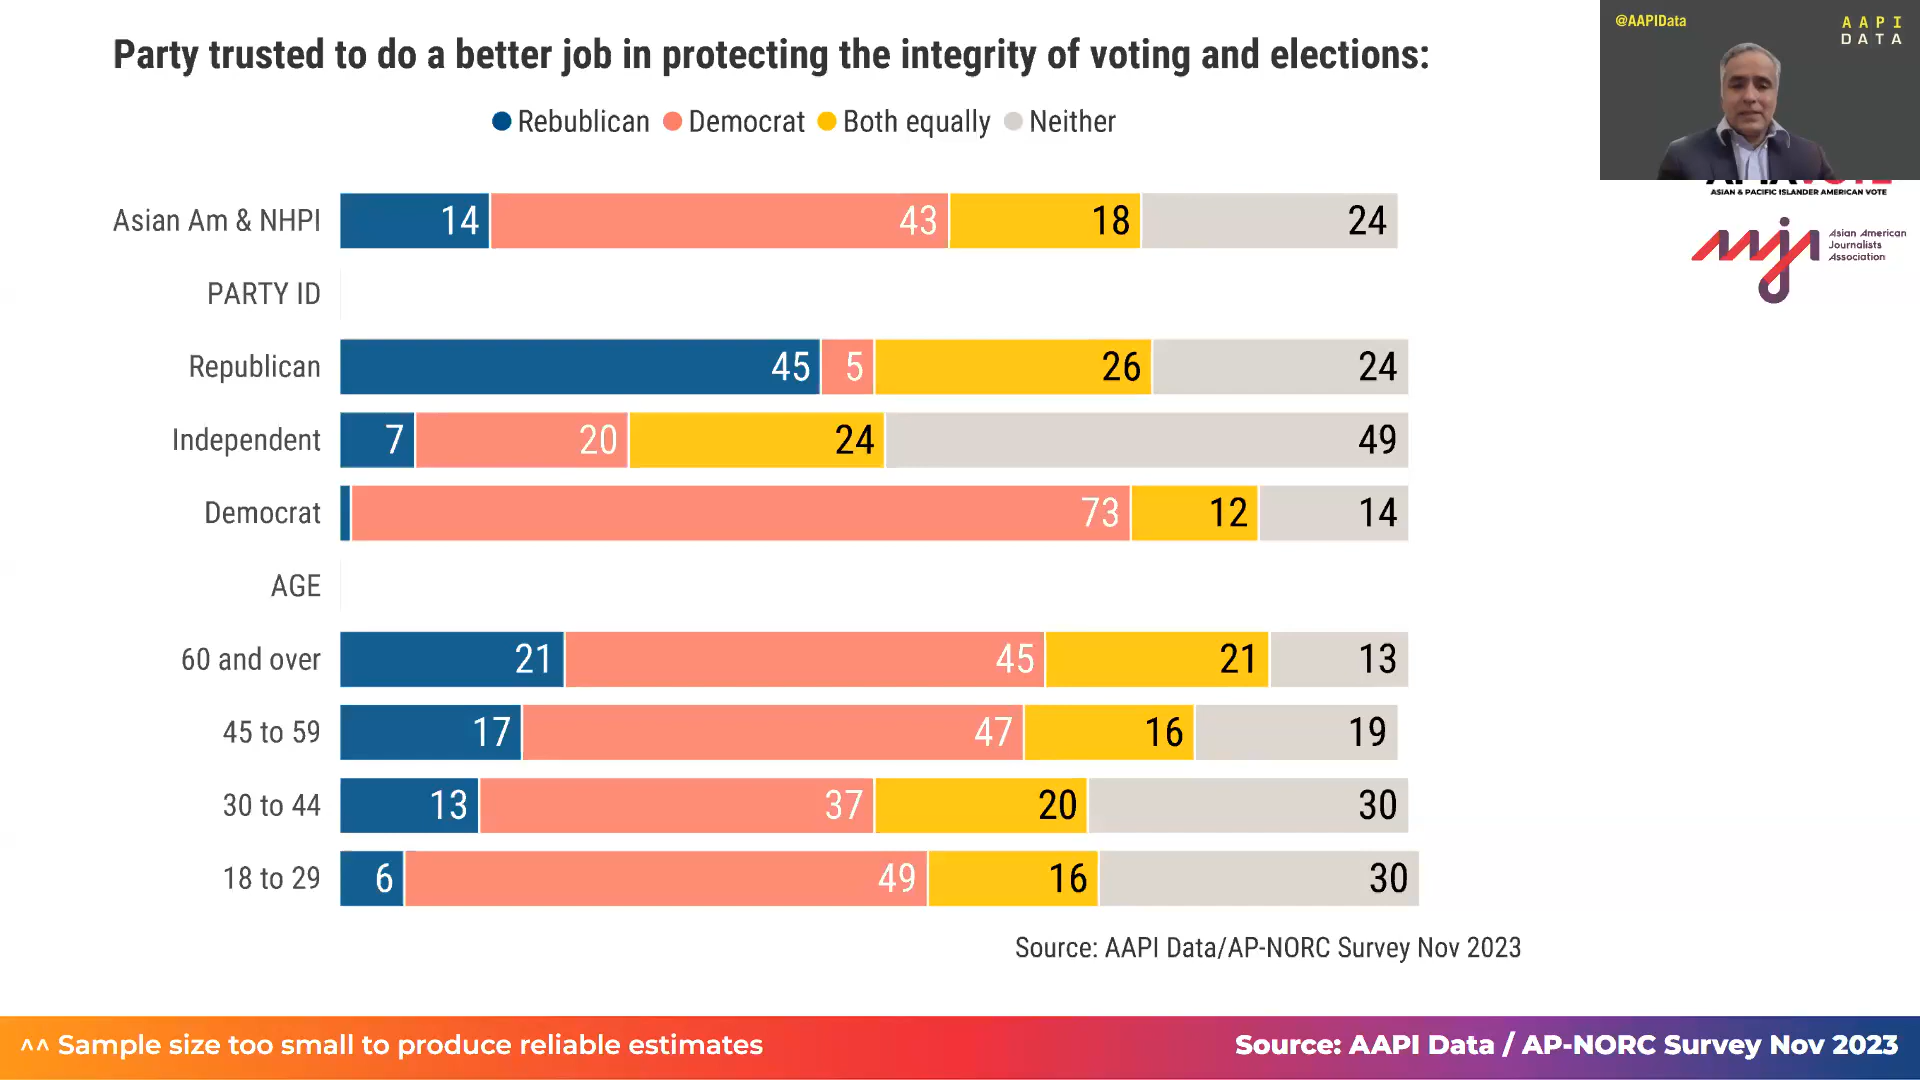 Party trusted to do a better job in protecting the integrity of voting and elections:
Rebublican Democrat Both equally Neither
@AAPIData
AAPI
DATA
ASIAN & PACIFIC ISLANDER AMERICAN VOTE
Asian American
Journalists
Association
Asian Am & NHPI 14 43 18 24
PARTY ID
Republican 45 5 26 24
Independent 7 20 24 49
Democrat 73 12 14
AGE
60 and over 21 45 21 13
45 to 59 17 47 16 19
30 to 44 13 37 20 30
18 to 29 6 49 16 30
Source: AAPI Data/AP-NORC Survey Nov 2023
^^ Sample size too small to produce reliable estimates
Source: AAPI Data / AP-NORC Survey Nov 2023